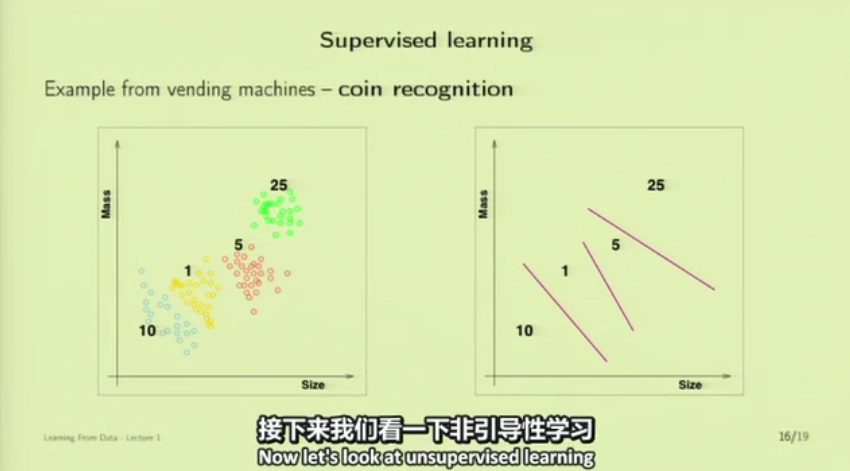 Supervised learning
Example from vending machines – coin recognition
25
5
1
10
Mass
Size
25
5
1
10
Mass
Size
Learning From Data - Lecture 1
16/19
接下来我们看一下非引导性学习
Now let's look at unsupervised learning